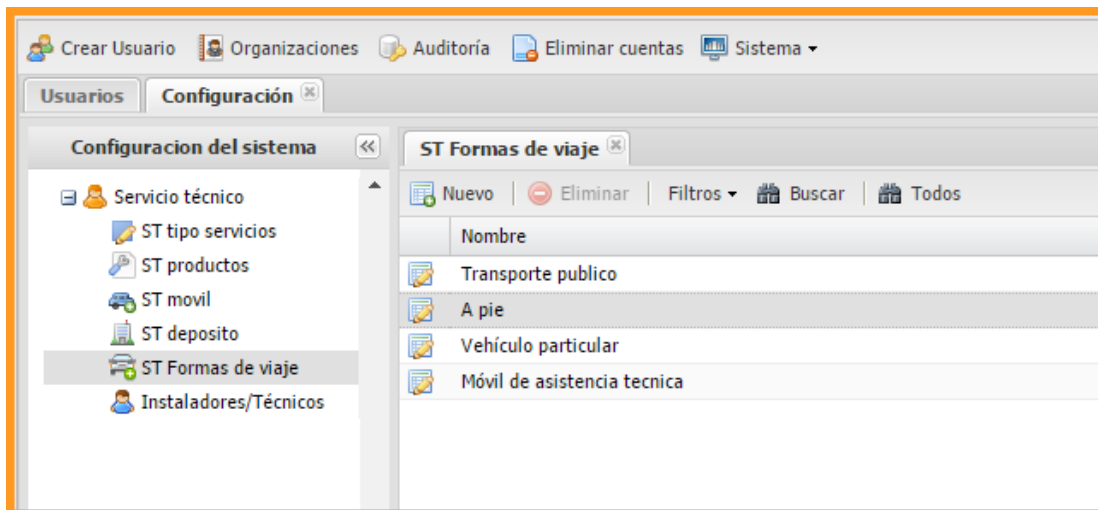 Crear Usuario Organizaciones Auditoría Eliminar cuentas Sistema
Usuarios Configuración
Configuracion del sistema
Servicio técnico
ST tipo servicios
ST productos
ST movil
ST deposito
ST Formas de viaje
Instaladores/Técnicos
ST Formas de viaje
Nuevo Eliminar Filtros Buscar Todos
Nombre
Transporte publico
A pie
Vehículo particular
Móvil de asistencia tecnica